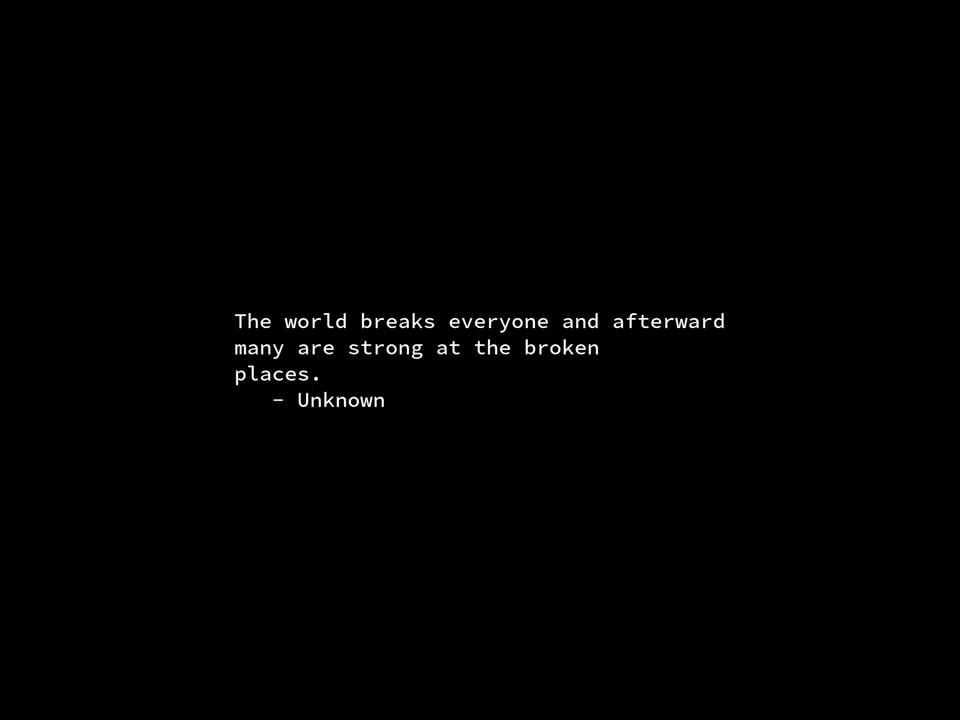 The world breaks everyone and afterward
many are strong at the broken
places.
- Unknown